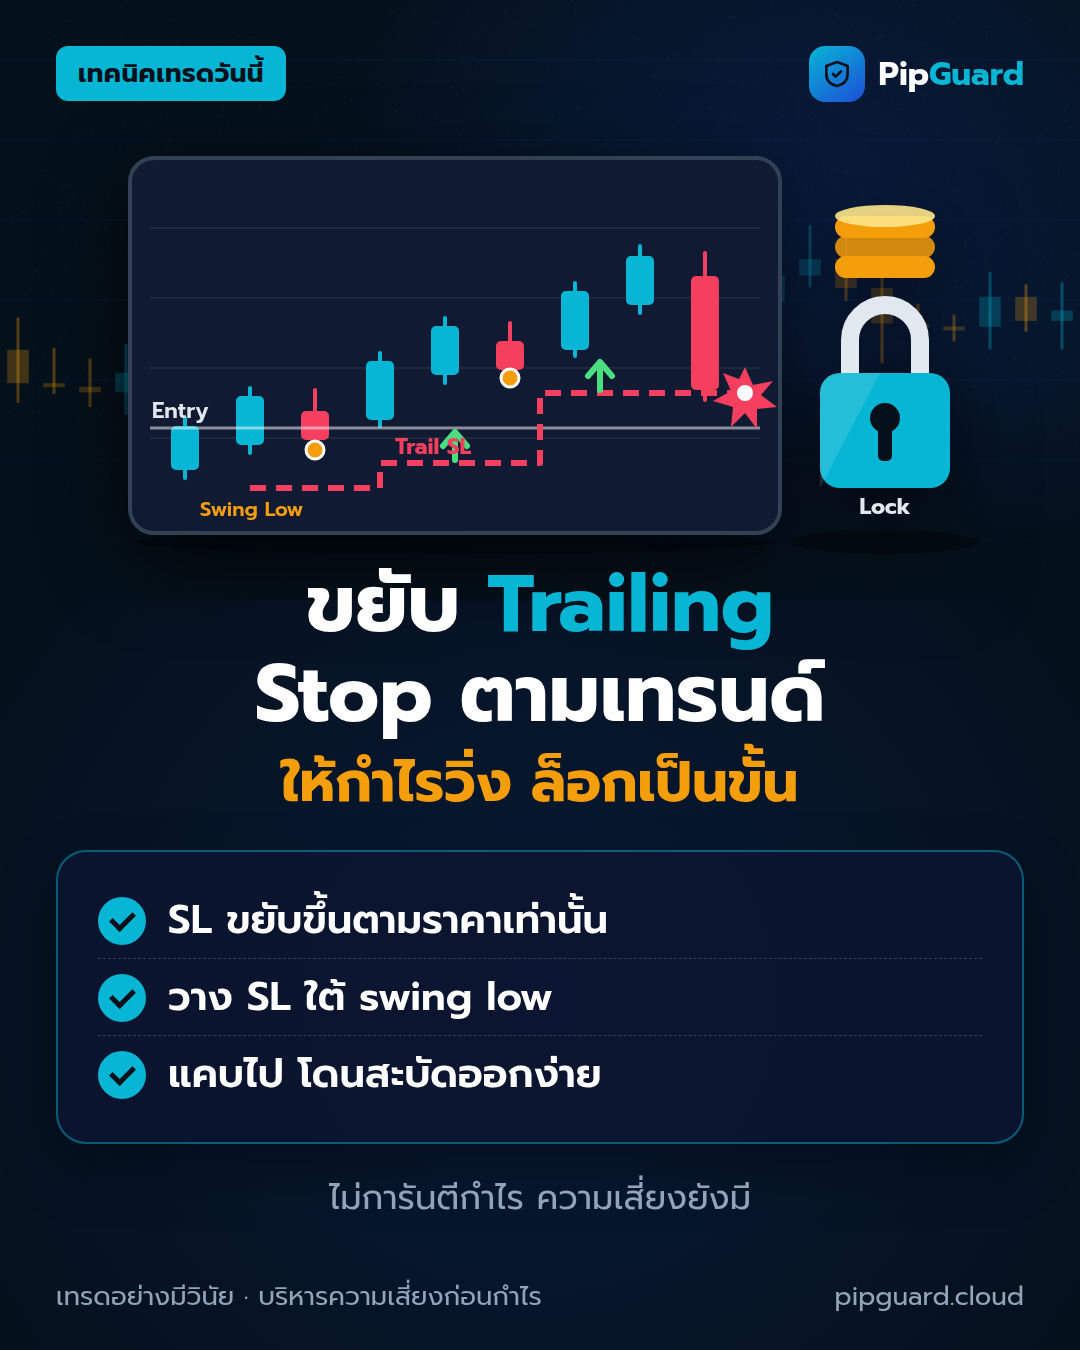 เทคนิคเทรดวันนี้
PipGuard
Entry
Trail SL
Swing Low
Lock
ขยับ Trailing
Stop ตามเทรนด์
ให้กำไรวิ่ง ล็อกเป็นขั้น
SL ขยับขึ้นตามราคาเท่านั้น
วาง SL ใต้ swing low
แคบไป โดนสะบัดออกง่าย
ไม่การันตีกำไร ความเสี่ยงยังมี
เทรดอย่างมีวินัย · บริหารความเสี่ยงก่อนกำไร
pipguard.cloud